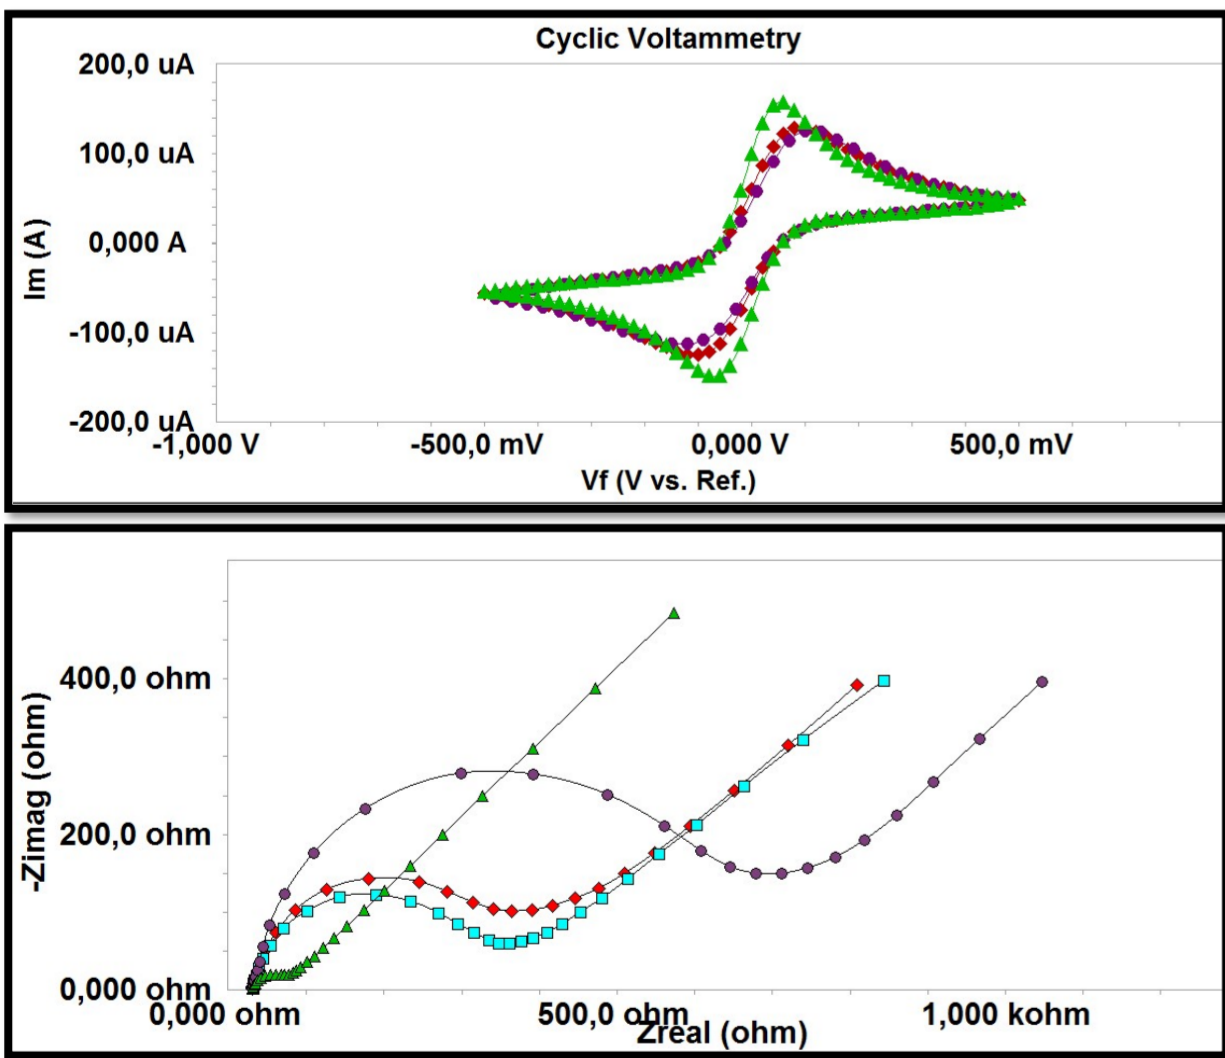 Cyclic Voltammetry
200,0 uA
100,0 uA
0,000 A
-100,0 uA
-200,0 uA
Im (A)
-1,000 V
-500,0 mV
0,000 V
500,0 mV
Vf (V vs. Ref.)
400,0 ohm
200,0 ohm
0,000 ohm
-Zimag (ohm)
0,000 ohm
500,0 ohm
1,000 kohm
Zreal (ohm)